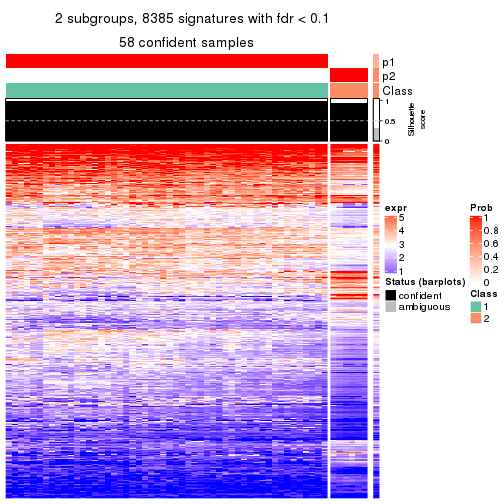 2 subgroups, 8385 signatures with fdr < 0.1
58 confident samples
p1
p2
Class
1
0.5
0
Silhouette
score
expr
5
4
3
2
1
Status (barplots)
confident
ambiguous
Prob
1
0.8
0.6
0.4
0.2
0
Class
1
2